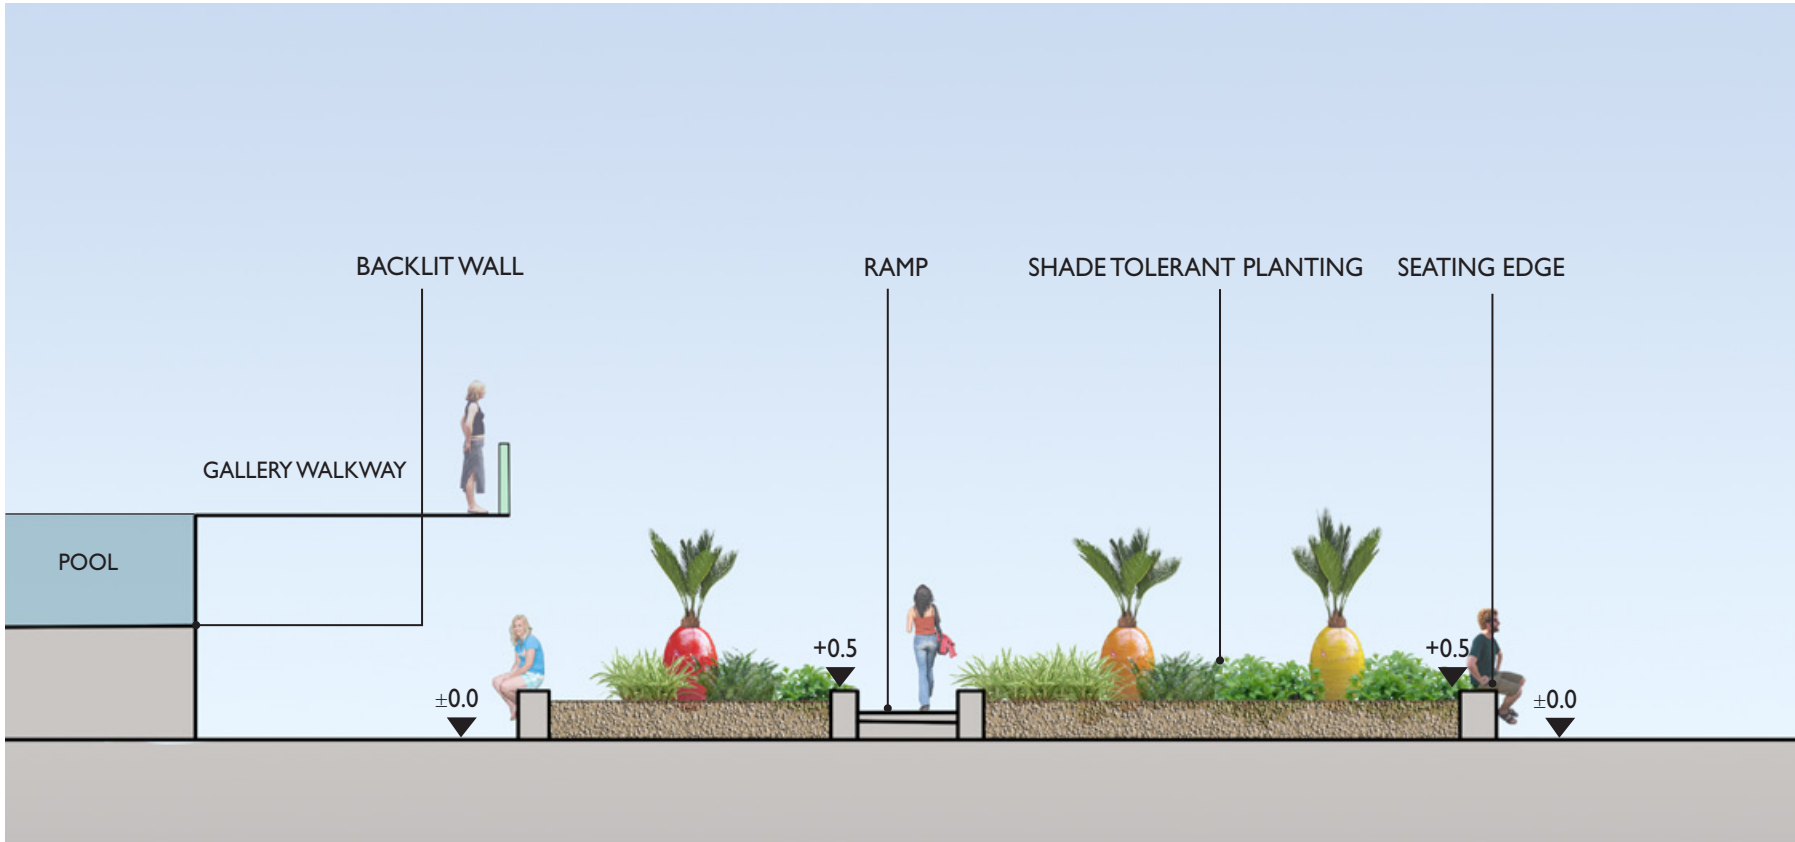 BACKLIT WALL
RAMP
SHADE TOLERANT PLANTING
SEATING EDGE
GALLERY WALKWAY
POOL
+0.5
+0.5
±0.0
±0.0